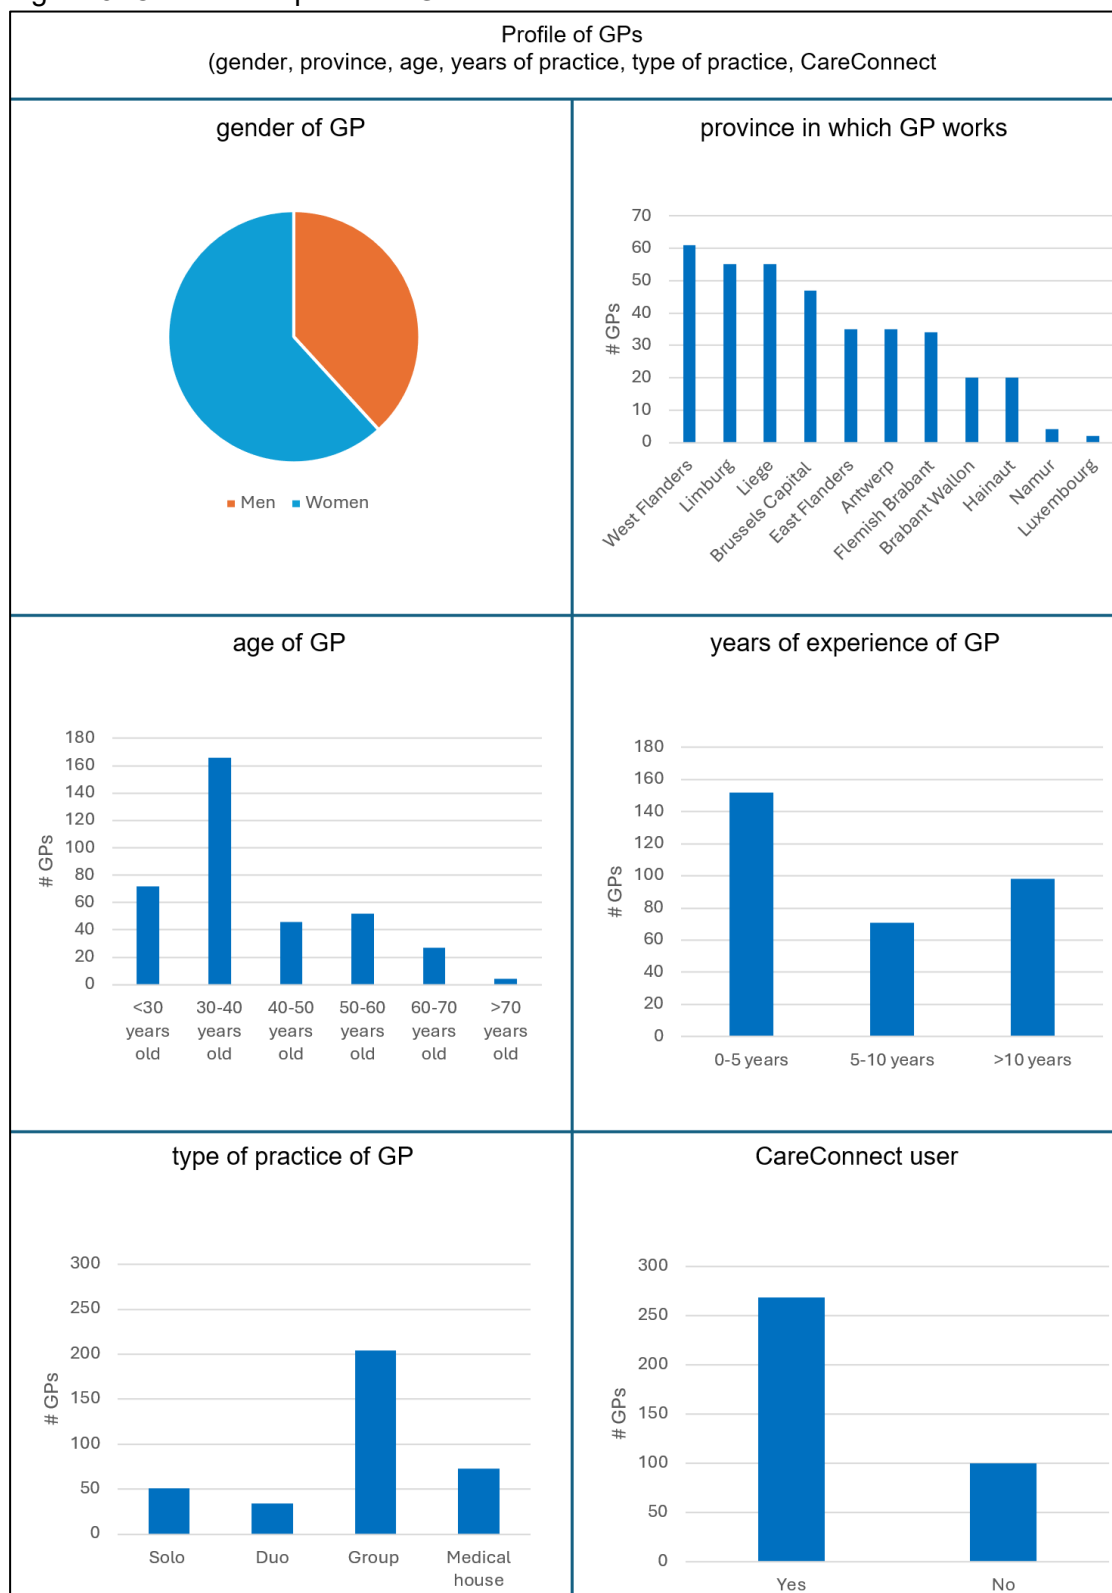 Profile of GPs
(gender, province, age, years of practice, type of practice, CareConnect
gender of GP
Men Women
province in which GP works
70
60
50
40
30
20
10
0
# GPs
West Flanders
Limburg
Liege
Brussels Capital
East Flanders
Antwerp
Flemish Brabant
Brabant Wallon
Hainaut
Namur
Luxembourg
age of GP
180
160
140
120
100
80
60
40
20
0
# GPs
<30 years old
30-40 years old
40-50 years old
50-60 years old
60-70 years old
>70 years old
years of experience of GP
180
160
140
120
100
80
60
40
20
0
# GPs
0-5 years
5-10 years
>10 years
type of practice of GP
300
250
200
150
100
50
0
# GPs
Solo
Duo
Group
Medical house
CareConnect user
300
250
200
150
100
50
0
# GPs
Yes
No